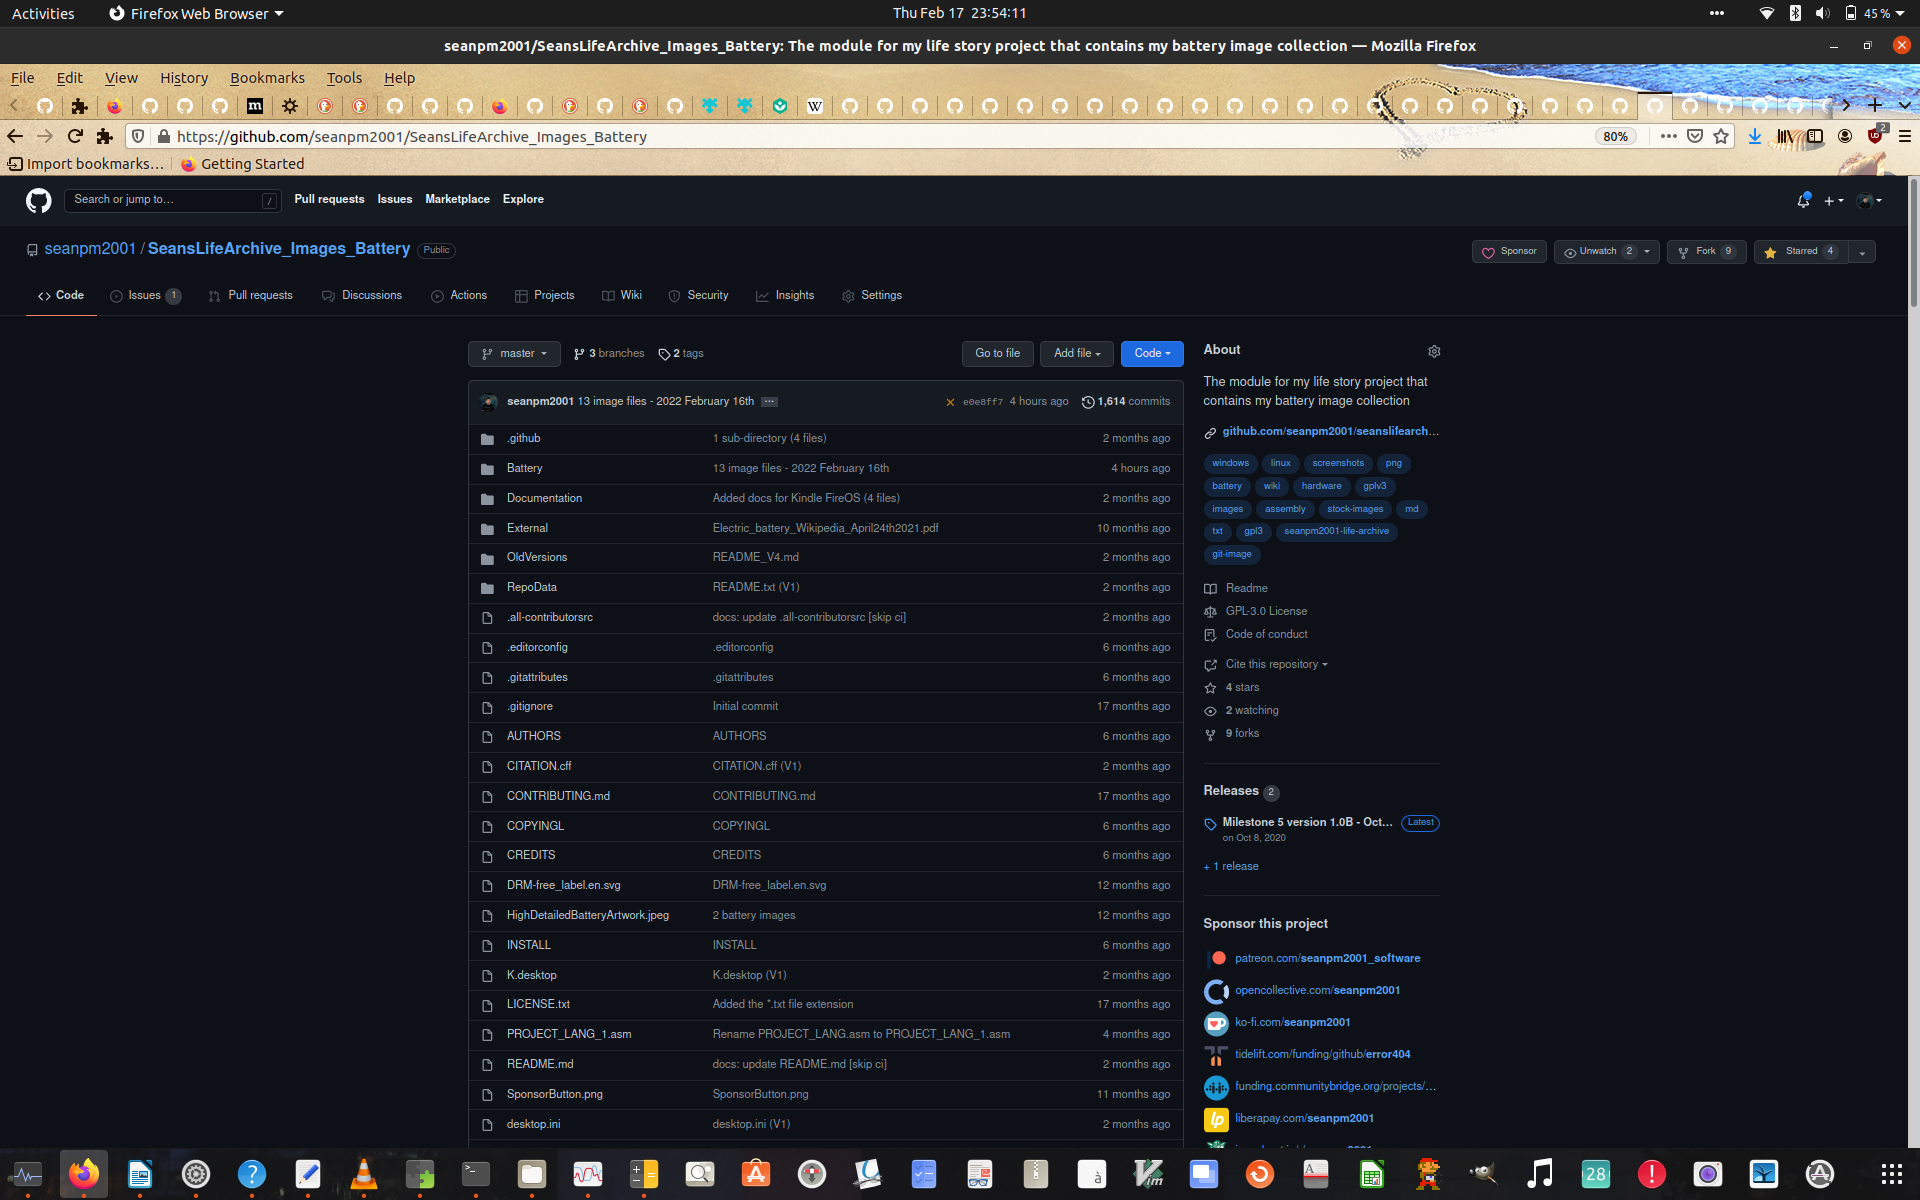 Activities Firefox Web Browser Thu Feb 17 23:54:11 45 %
seanpm2001/SeansLifeArchive_Images_Battery: The module for my life story project that contains my battery image collection — Mozilla Firefox
File Edit View History Bookmarks Tools Help
https://github.com/seanpm2001/SeansLifeArchive_Images_Battery 80% 2
Import bookmarks… Getting Started
Search or jump to… / Pull requests Issues Marketplace Explore
seanpm2001 / SeansLifeArchive_Images_Battery Public Sponsor Unwatch 2 Fork 9 Starred 4
Code Issues 1 Pull requests Discussions Actions Projects Wiki Security Insights Settings
master 3 branches 2 tags Go to file Add file Code
seanpm2001 13 image files - 2022 February 16th e0e8ff7 4 hours ago 1,614 commits
.github 1 sub-directory (4 files) 2 months ago
Battery 13 image files - 2022 February 16th 4 hours ago
Documentation Added docs for Kindle FireOS (4 files) 2 months ago
External Electric_battery_Wikipedia_April24th2021.pdf 10 months ago
OldVersions README_V4.md 2 months ago
RepoData README.txt (V1) 2 months ago
.all-contributorsrc docs: update .all-contributorsrc [skip ci] 2 months ago
.editorconfig .editorconfig 6 months ago
.gitattributes .gitattributes 6 months ago
.gitignore Initial commit 17 months ago
AUTHORS AUTHORS 6 months ago
CITATION.cff CITATION.cff (V1) 2 months ago
CONTRIBUTING.md CONTRIBUTING.md 17 months ago
COPYINGL COPYINGL 6 months ago
CREDITS CREDITS 6 months ago
DRM-free_label.en.svg DRM-free_label.en.svg 12 months ago
HighDetailedBatteryArtwork.jpeg 2 battery images 12 months ago
INSTALL INSTALL 6 months ago
K.desktop K.desktop (V1) 2 months ago
LICENSE.txt Added the *.txt file extension 17 months ago
PROJECT_LANG_1.asm Rename PROJECT_LANG.asm to PROJECT_LANG_1.asm 4 months ago
README.md docs: update README.md [skip ci] 2 months ago
SponsorButton.png SponsorButton.png 11 months ago
desktop.ini desktop.ini (V1) 2 months ago
About
The module for my life story project that
contains my battery image collection
github.com/seanpm2001/seanslifearch…
windows linux screenshots png
battery wiki hardware gplv3
images assembly stock-images md
txt gpl3 seanpm2001-life-archive
git-image
Readme
GPL-3.0 License
Code of conduct
Cite this repository
4 stars
2 watching
9 forks
Releases 2
Milestone 5 version 1.0B - Oct… Latest
on Oct 8, 2020
+ 1 release
Sponsor this project
patreon.com/seanpm2001_software
opencollective.com/seanpm2001
ko-fi.com/seanpm2001
tidelift.com/funding/github/error404
funding.communitybridge.org/projects/…
liberapay.com/seanpm2001
28